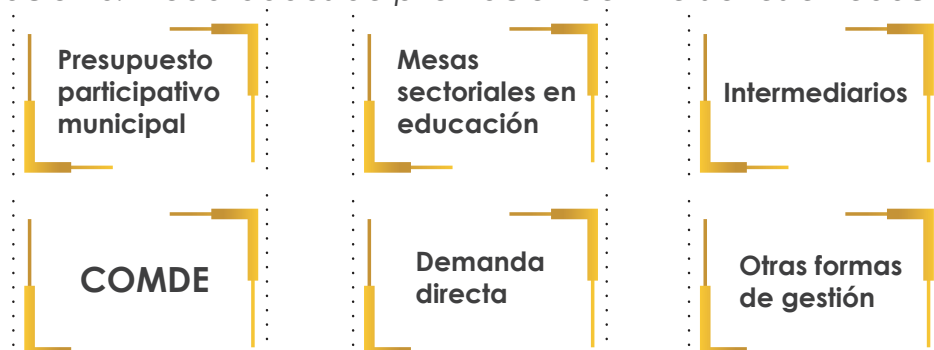 Presupuesto
participativo
municipal
Mesas
sectoriales en
educación
Intermediarios
COMDE
Demanda
directa
Otras formas
de gestión